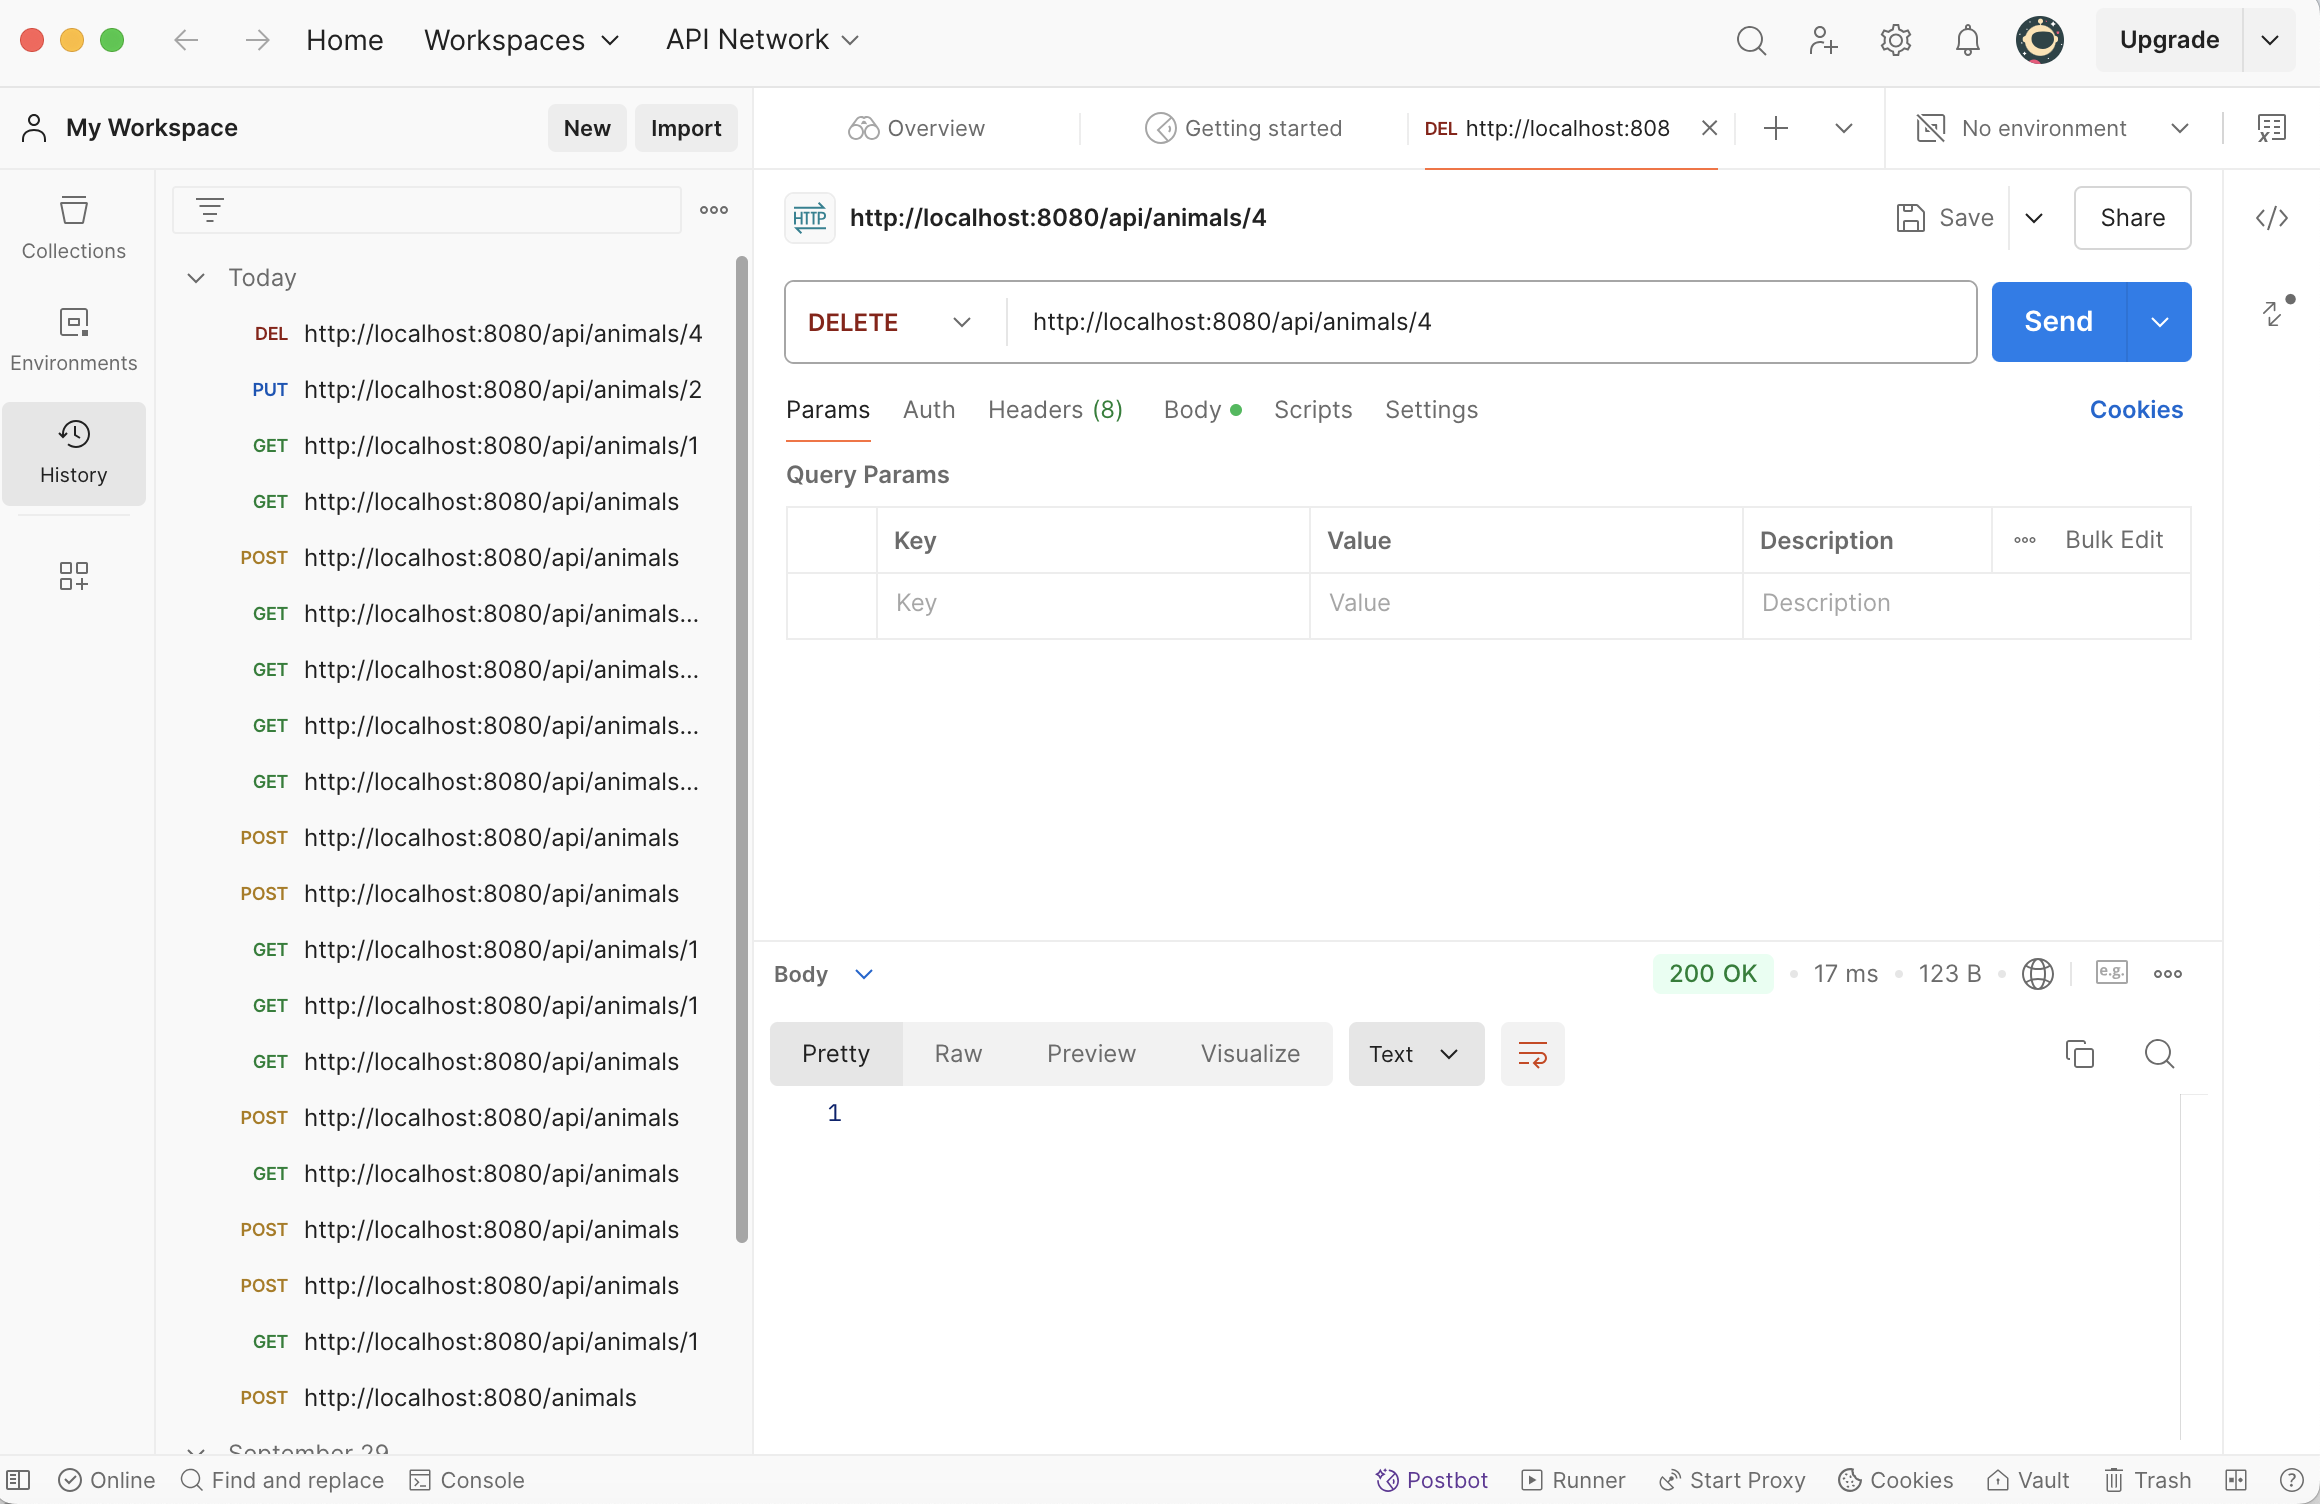 Home Workspaces API Network Upgrade
My Workspace New Import
Overview Getting started DEL http://localhost:808 No environment
Collections
Environments
History
Today
DEL http://localhost:8080/api/animals/4
PUT http://localhost:8080/api/animals/2
GET http://localhost:8080/api/animals/1
GET http://localhost:8080/api/animals
POST http://localhost:8080/api/animals
GET http://localhost:8080/api/animals...
GET http://localhost:8080/api/animals...
GET http://localhost:8080/api/animals...
GET http://localhost:8080/api/animals...
POST http://localhost:8080/api/animals
POST http://localhost:8080/api/animals
GET http://localhost:8080/api/animals/1
GET http://localhost:8080/api/animals/1
GET http://localhost:8080/api/animals
POST http://localhost:8080/api/animals
GET http://localhost:8080/api/animals
POST http://localhost:8080/api/animals
POST http://localhost:8080/api/animals
GET http://localhost:8080/api/animals/1
POST http://localhost:8080/animals
September 29
HTTP http://localhost:8080/api/animals/4 Save Share
DELETE http://localhost:8080/api/animals/4 Send
Params Auth Headers (8) Body Scripts Settings Cookies
Query Params
Key Value Description Bulk Edit
Key Value Description
Body 200 OK 17 ms 123 B e.g.
Pretty Raw Preview Visualize Text
1
Online Find and replace Console Postbot Runner Start Proxy Cookies Vault Trash